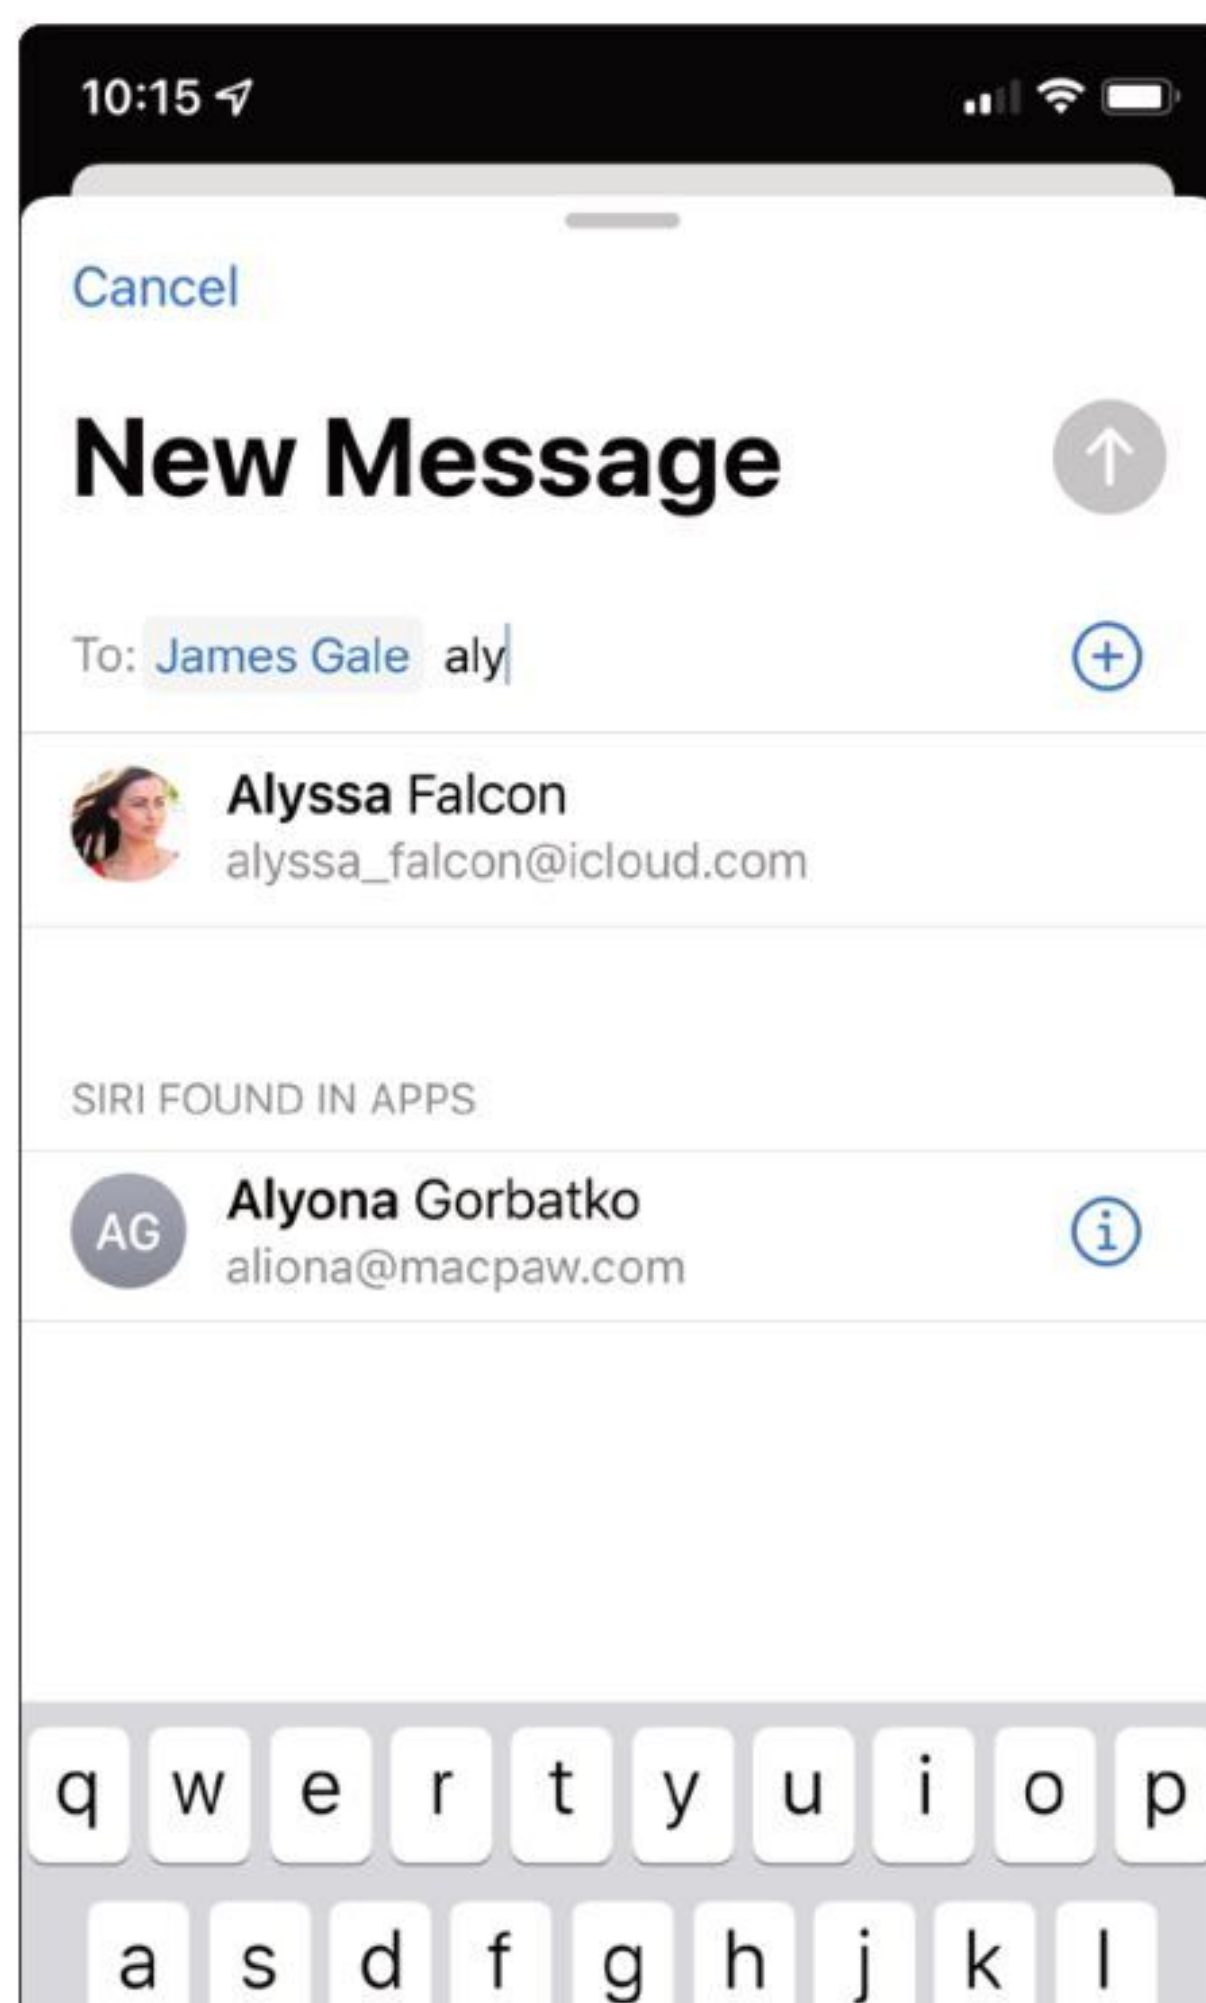 10:15
Cancel
New Message
To: James Gale aly
Alyssa Falcon
alyssa_falcon@icloud.com
SIRI FOUND IN APPS
AG
Alyona Gorbatko
aliona@macpaw.com
q w e r t y u i o p
a s d f g h j k l